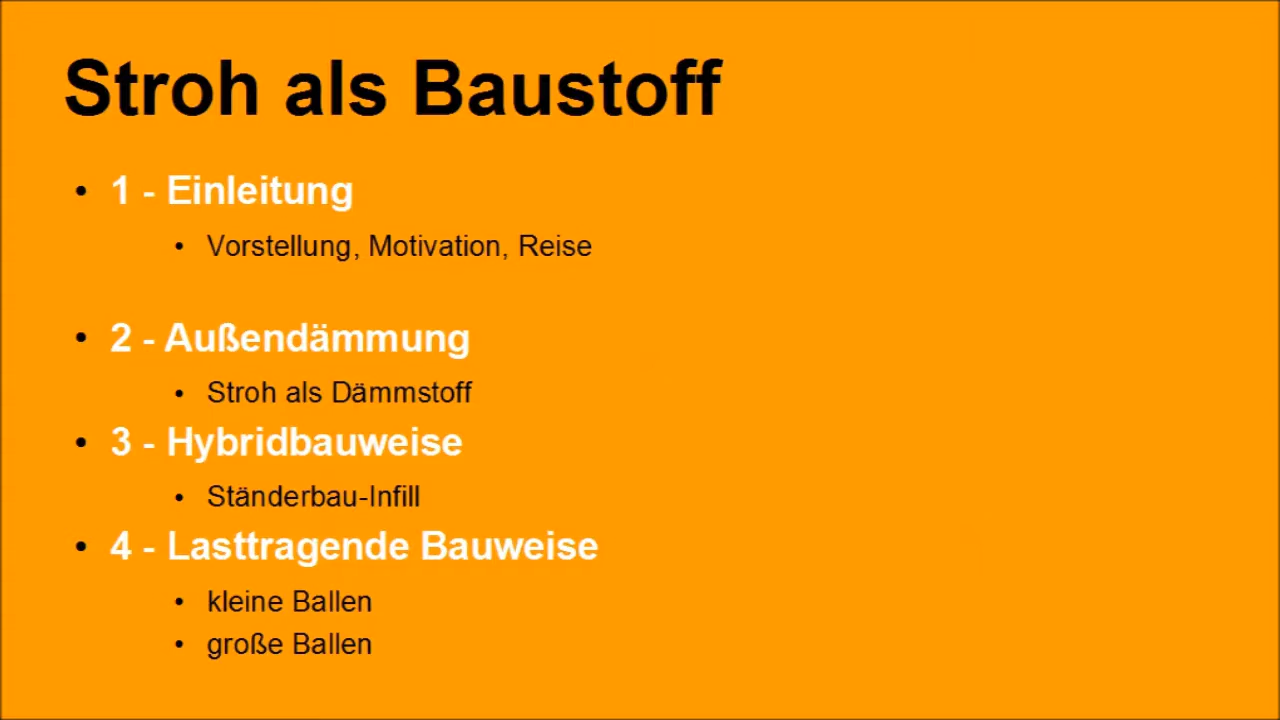 Stroh als Baustoff
• 1 - Einleitung
• Vorstellung, Motivation, Reise
• 2 - Außendämmung
• Stroh als Dämmstoff
• 3 - Hybridbauweise
• Ständerbau-Infill
• 4 - Lasttragende Bauweise
• kleine Ballen
• große Ballen